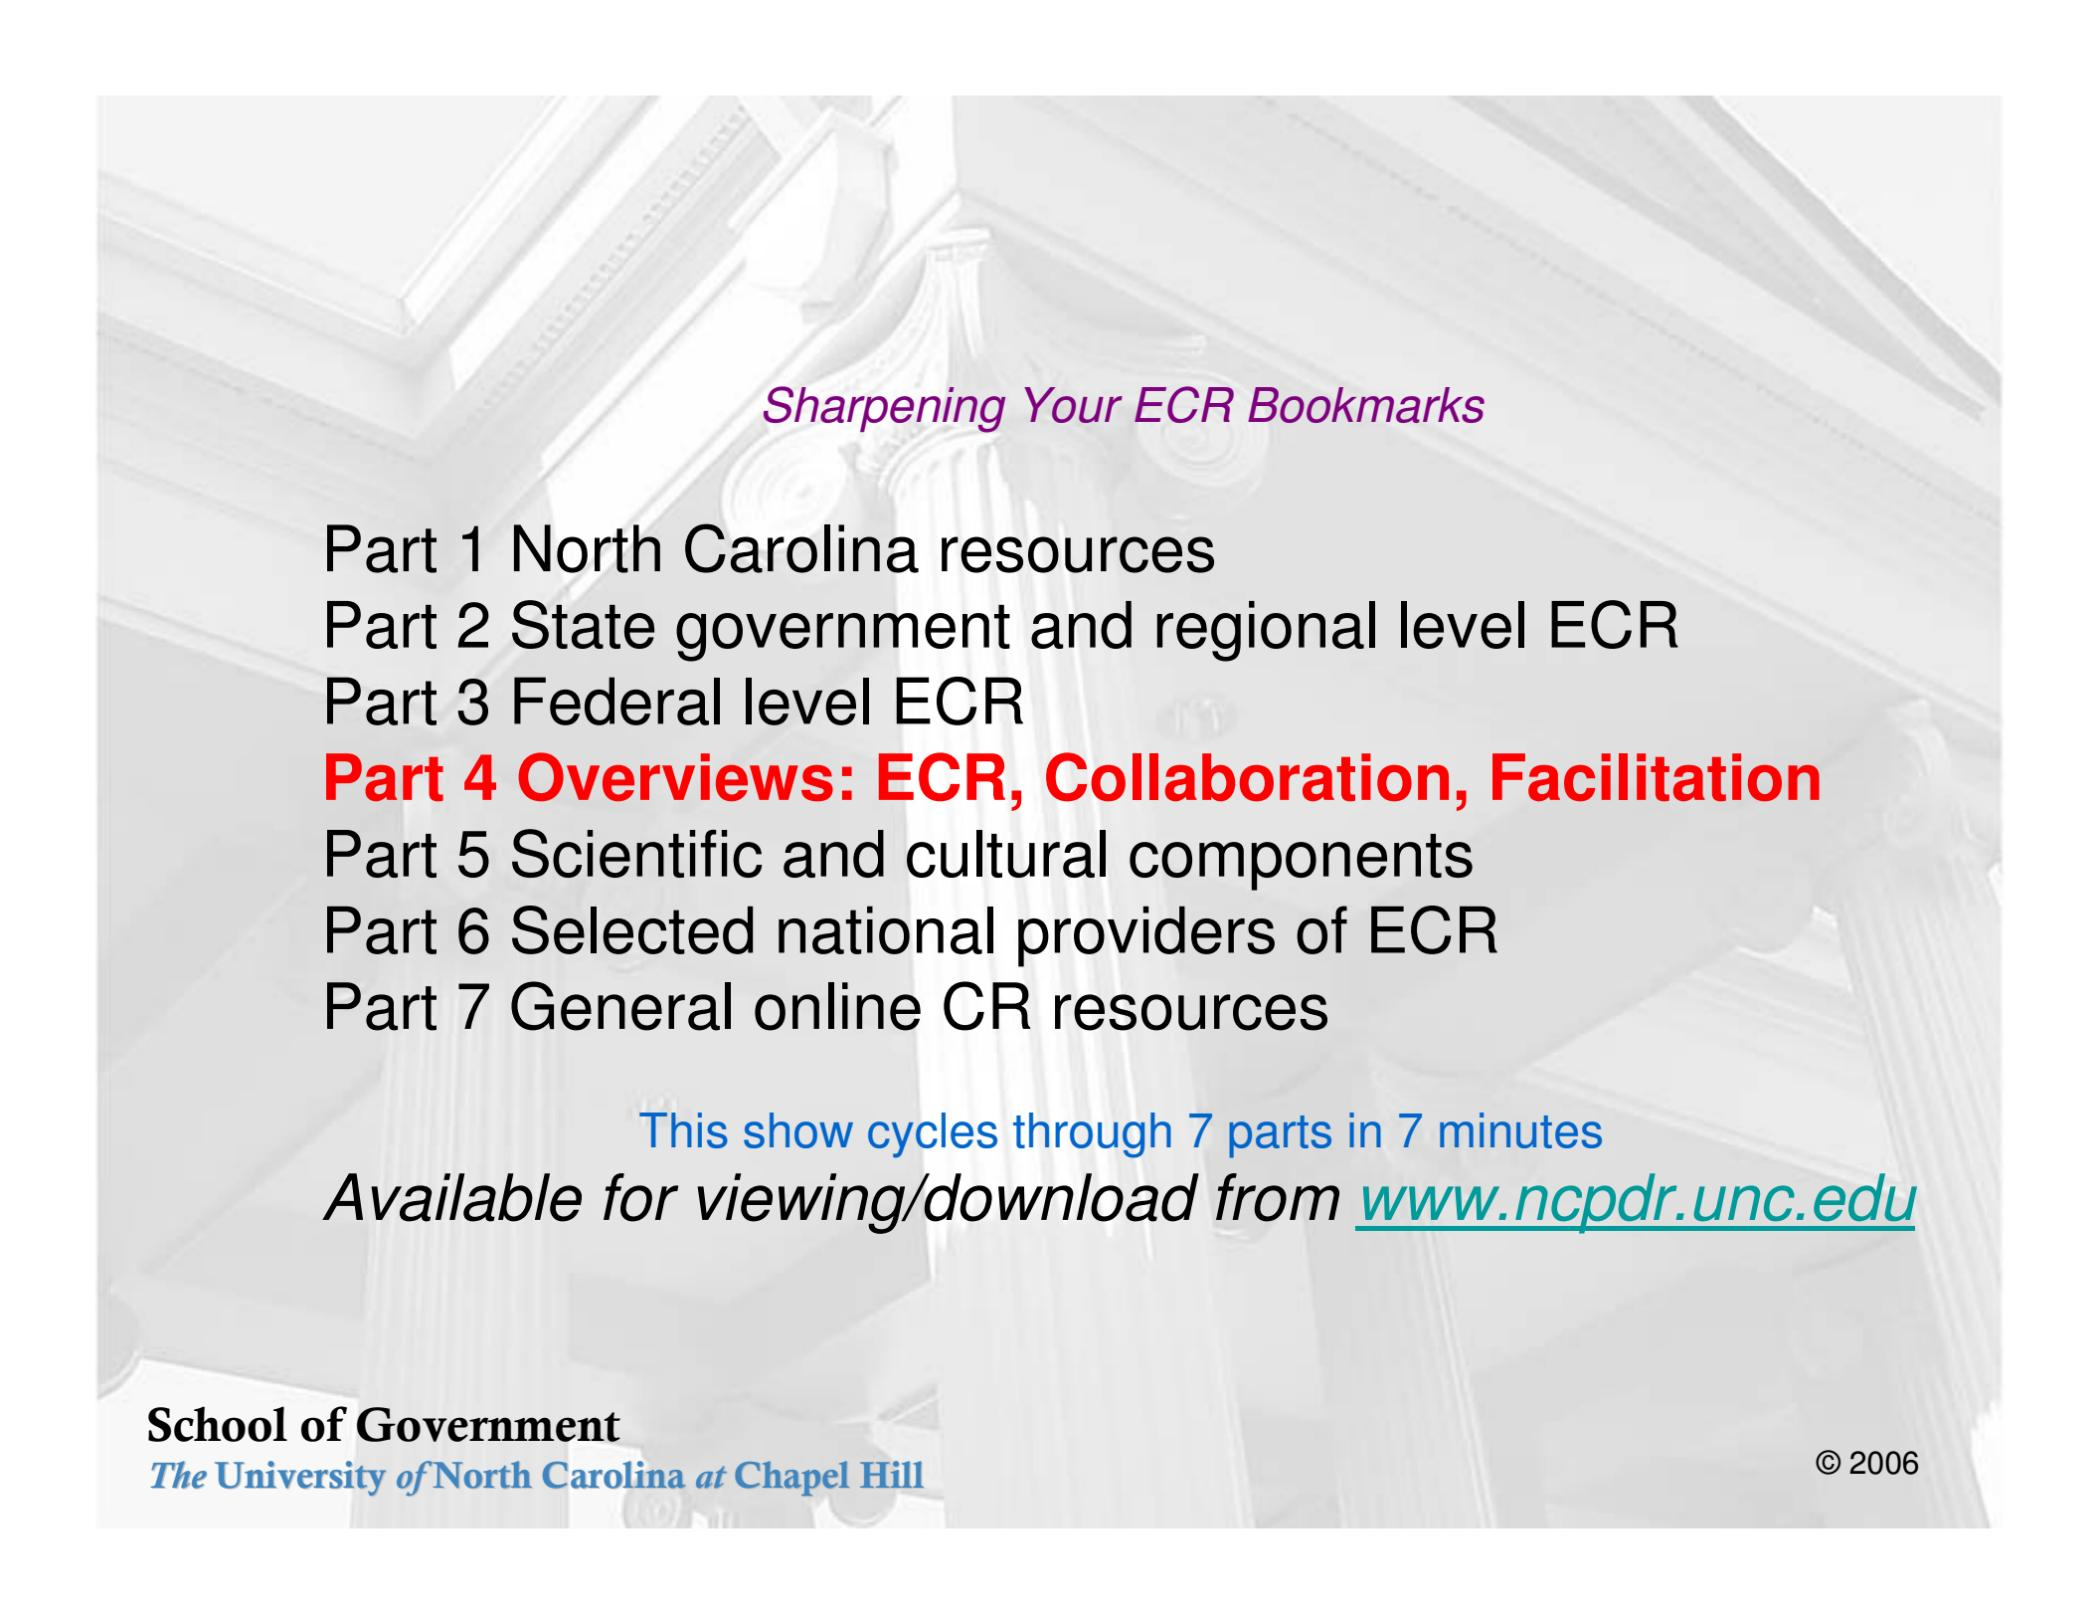 Sharpening Your ECR Bookmarks
Part 1 North Carolina resources
Part 2 State government and regional level ECR
Part 3 Federal level ECR
Part 4 Overviews: ECR, Collaboration, Facilitation
Part 5 Scientific and cultural components
Part 6 Selected national providers of ECR
Part 7 General online CR resources
This show cycles through 7 parts in 7 minutes
Available for viewing/download from www.ncpdr.unc.edu
School of Government
The University of North Carolina at Chapel Hill
© 2006